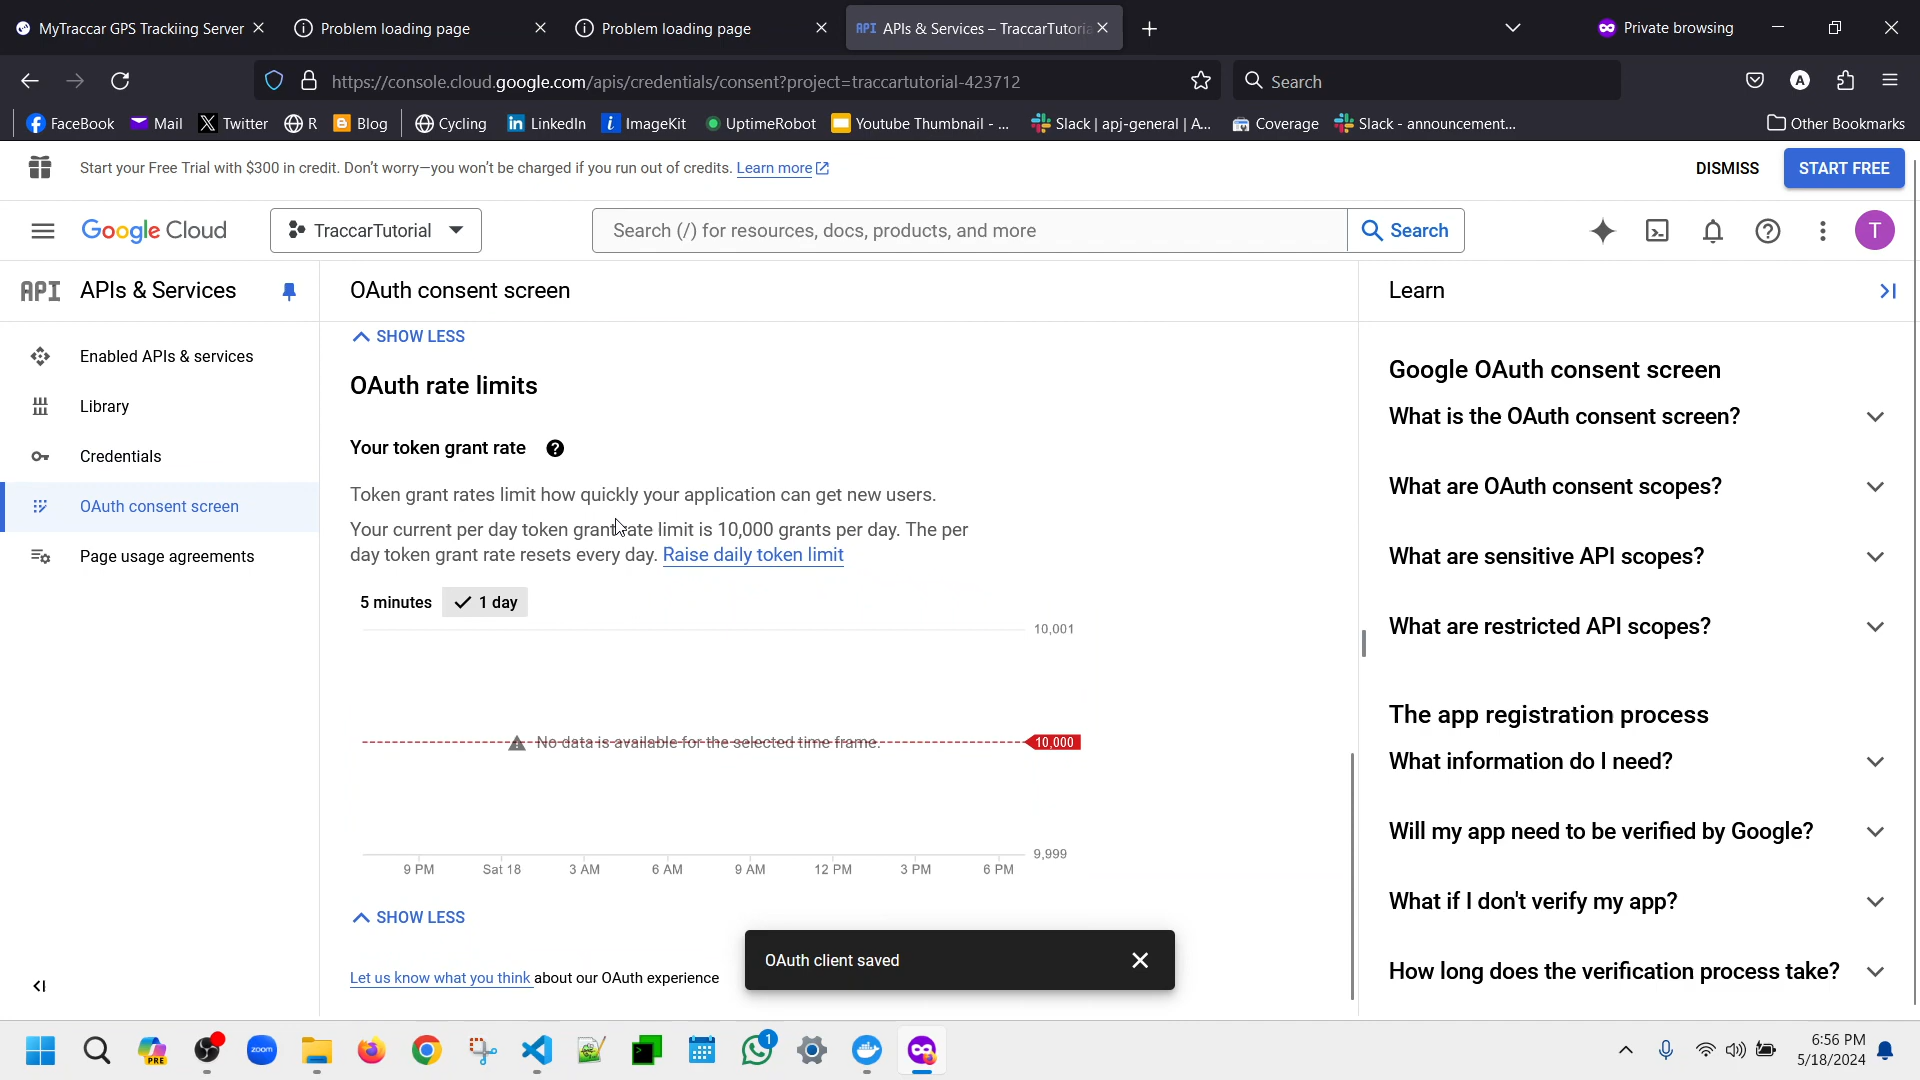 MyTraccar GPS Trackiing Server
Problem loading page
Problem loading page
API APIs & Services – TraccarTutoria
Private browsing
https://console.cloud.google.com/apis/credentials/consent?project=traccartutorial-423712
Search
A
FaceBook
Mail
Twitter
R
Blog
Cycling
LinkedIn
ImageKit
UptimeRobot
Youtube Thumbnail - ...
Slack | apj-general | A...
Coverage
Slack - announcement...
Other Bookmarks
Start your Free Trial with $300 in credit. Don't worry—you won't be charged if you run out of credits. Learn more
DISMISS
START FREE
Google Cloud
TraccarTutorial
Search (/) for resources, docs, products, and more
Search
T
API APIs & Services
OAuth consent screen
Learn
Enabled APIs & services
Library
Credentials
OAuth consent screen
Page usage agreements
SHOW LESS
OAuth rate limits
Your token grant rate
Token grant rates limit how quickly your application can get new users.
Your current per day token grant rate limit is 10,000 grants per day. The per
day token grant rate resets every day. Raise daily token limit
5 minutes
1 day
10,001
No data is available for the selected time frame.
10,000
9,999
9 PM
Sat 18
3 AM
6 AM
9 AM
12 PM
3 PM
6 PM
SHOW LESS
Let us know what you think about our OAuth experience
OAuth client saved
Google OAuth consent screen
What is the OAuth consent screen?
What are OAuth consent scopes?
What are sensitive API scopes?
What are restricted API scopes?
The app registration process
What information do I need?
Will my app need to be verified by Google?
What if I don't verify my app?
How long does the verification process take?
PRE
zoom
1
6:56 PM
5/18/2024